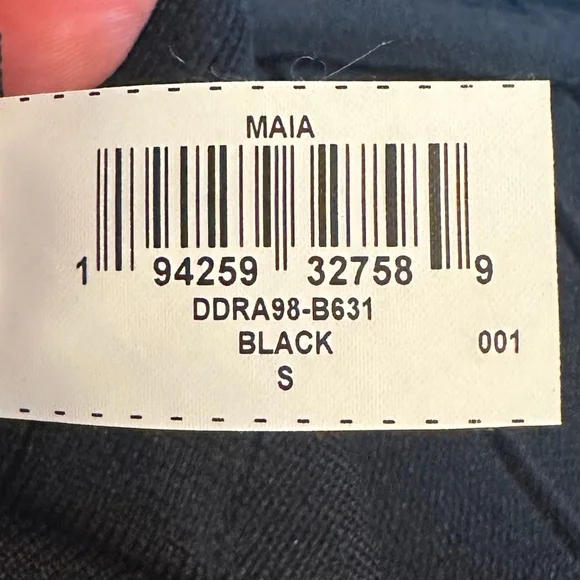 MAIA
1 94259 32758 9
DDRA98-B631
BLACK 001
S